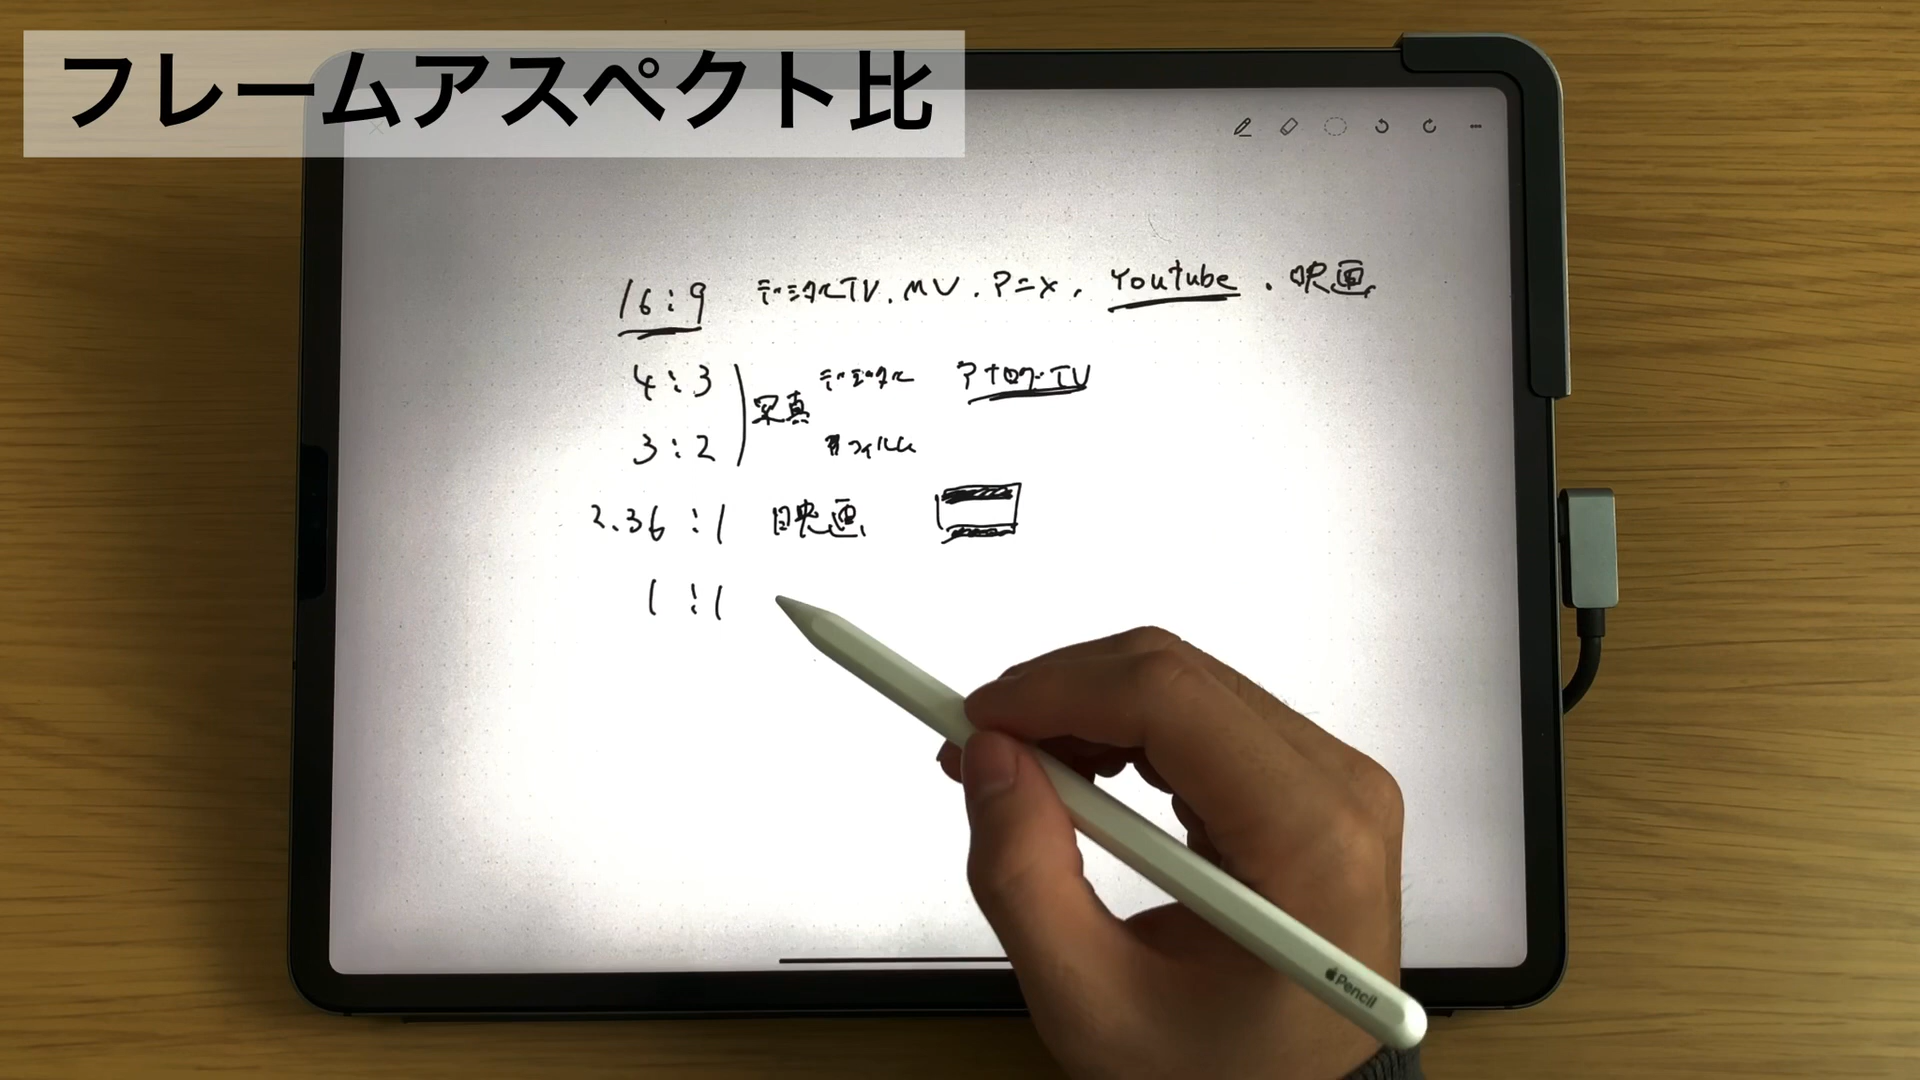 フレームアスペクト比
16:9 デジタルTV. MV. アニメ, Youtube. 映画
4:3 写真 デジタル アナログTV
3:2 フィルム
2.36:1 映画
1:1
Pencil